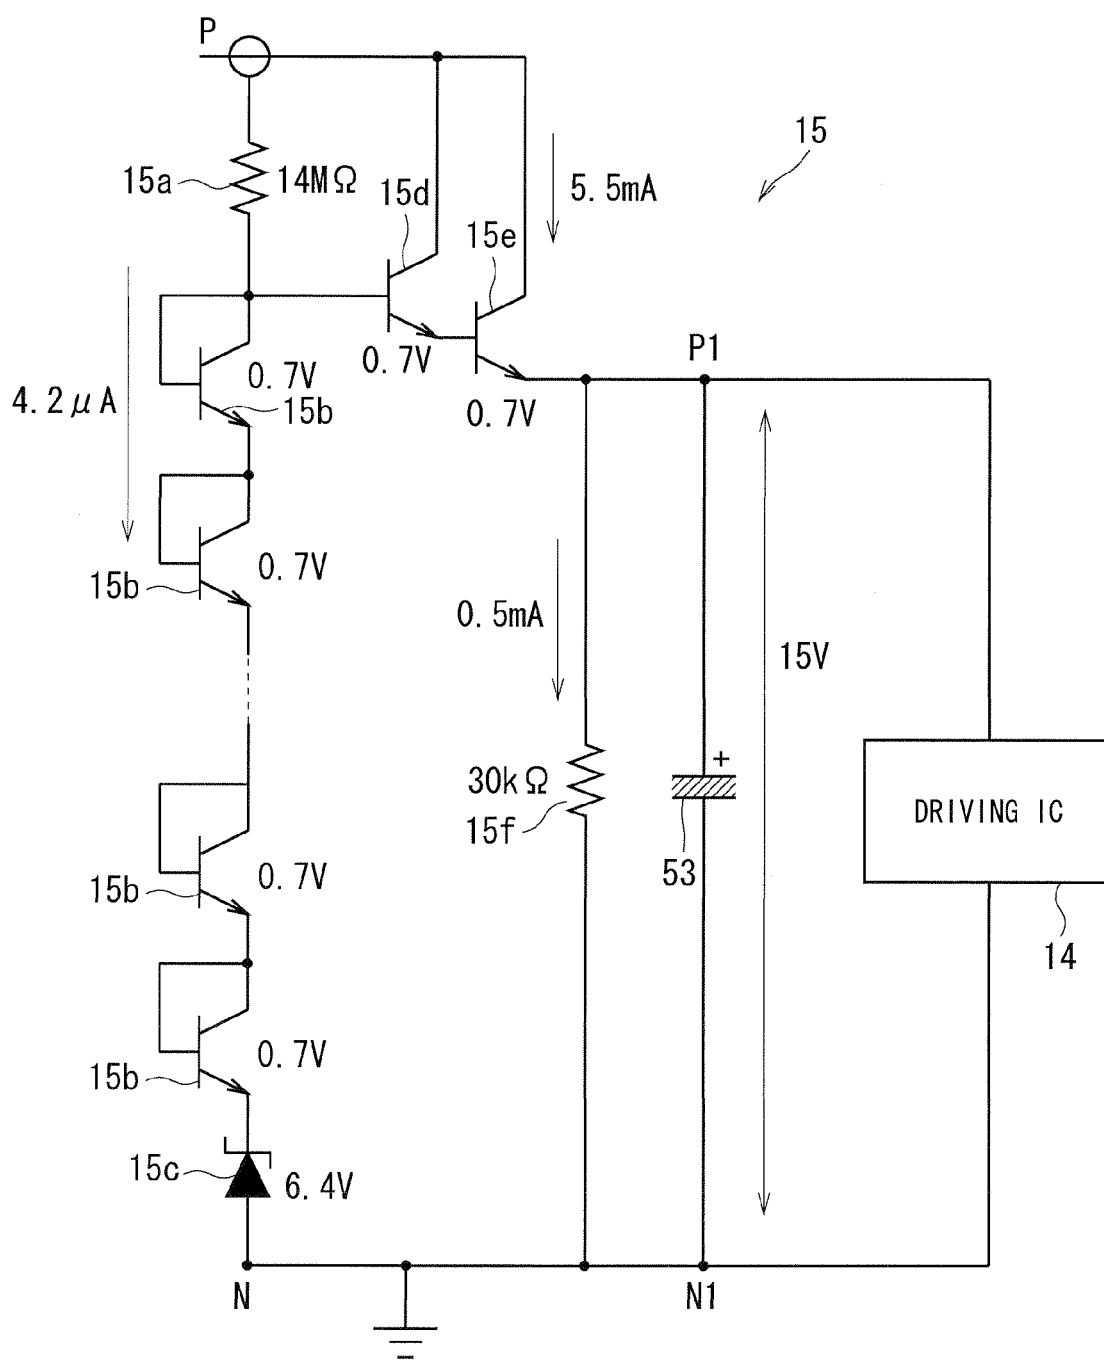 P
15
15a
14MΩ
15d
5.5mA
15e
0.7V
P1
4.2μA
0.7V
15b
0.7V
0.7V
15b
0.5mA
15V
30kΩ
15f
+
53
DRIVING IC
0.7V
15b
14
0.7V
15b
15c
6.4V
N
N1